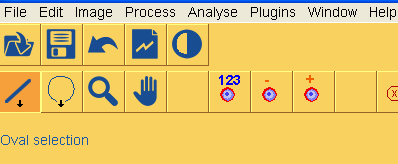 File Edit Image Process Analyse Plugins Window Help
123 - +
Oval selection